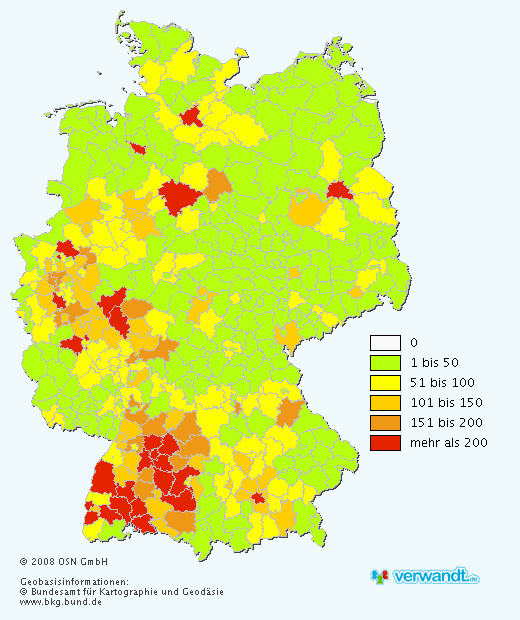 0
1 bis 50
51 bis 100
101 bis 150
151 bis 200
mehr als 200
© 2008 OSN GmbH
Geobasisinformationen:
© Bundesamt für Kartographie und Geodäsie
www.bkg.bund.de
verwandt.de